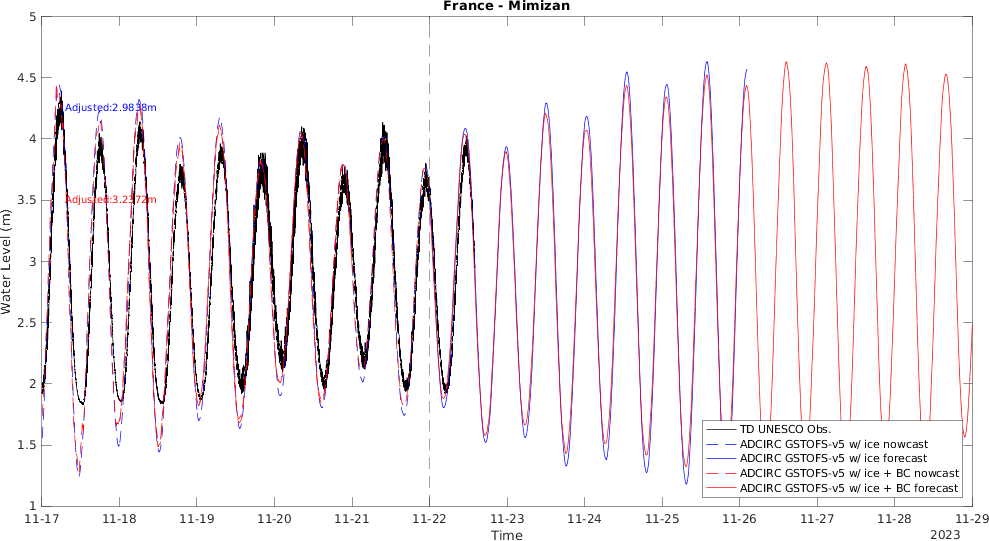 France - Mimizan
Water Level (m)
5
4.5
4
3.5
3
2.5
2
1.5
1
Adjusted:2.9838m
Adjusted:3.2372m
TD UNESCO Obs.
ADCIRC GSTOFS-v5 w/ ice nowcast
ADCIRC GSTOFS-v5 w/ ice forecast
ADCIRC GSTOFS-v5 w/ ice + BC nowcast
ADCIRC GSTOFS-v5 w/ ice + BC forecast
11-17 11-18 11-19 11-20 11-21 11-22 11-23 11-24 11-25 11-26 11-27 11-28 11-29
Time
2023